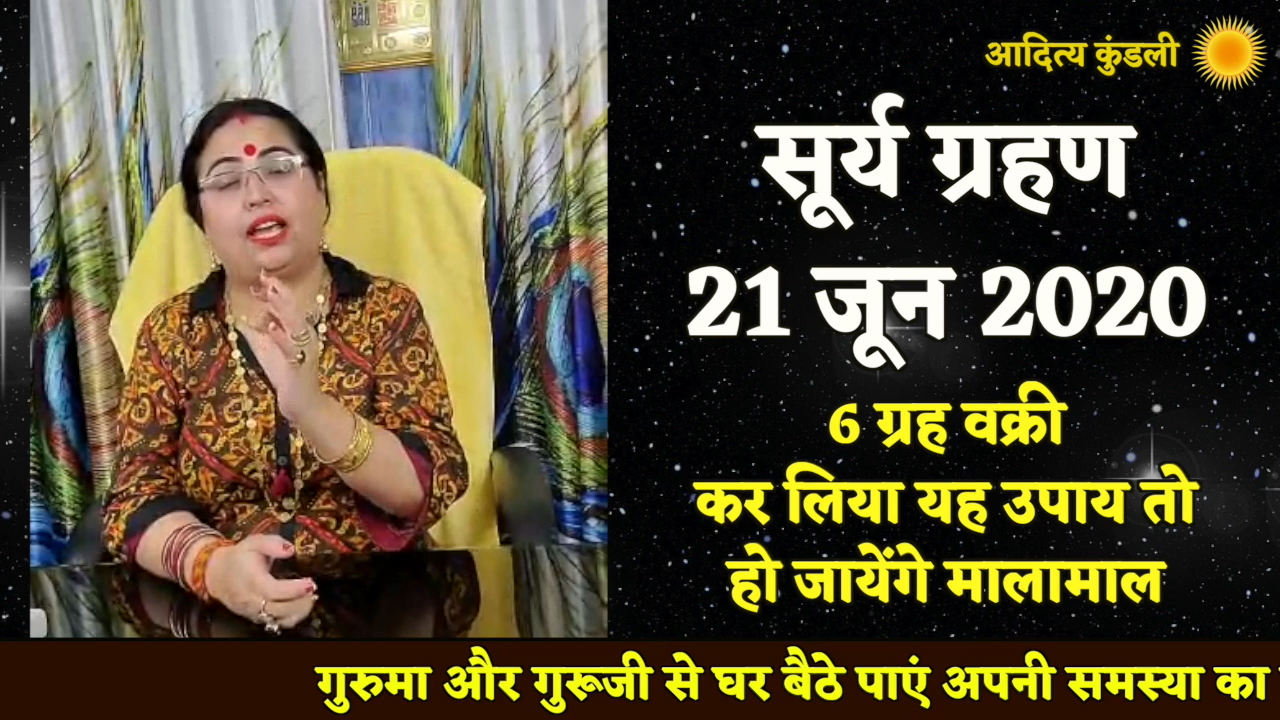 आदित्य कुंडली
सूर्य ग्रहण
21 जून 2020
6 ग्रह वक्री
कर लिया यह उपाय तो
हो जायेंगे मालामाल
गुरुमा और गुरूजी से घर बैठे पाएं अपनी समस्या का